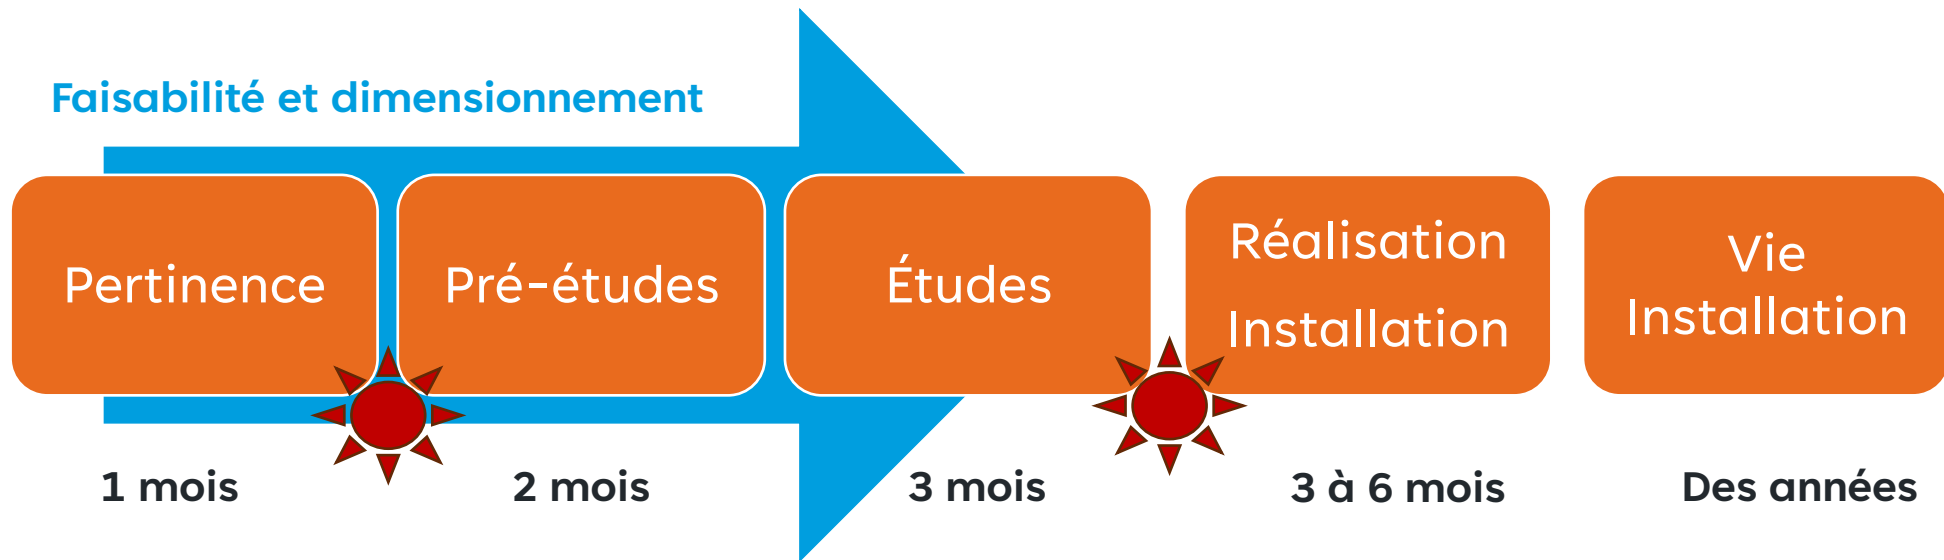 Faisabilité et dimensionnement
Pertinence
Pré-études
Études
Réalisation
Installation
Vie
Installation
1 mois
2 mois
3 mois
3 à 6 mois
Des années